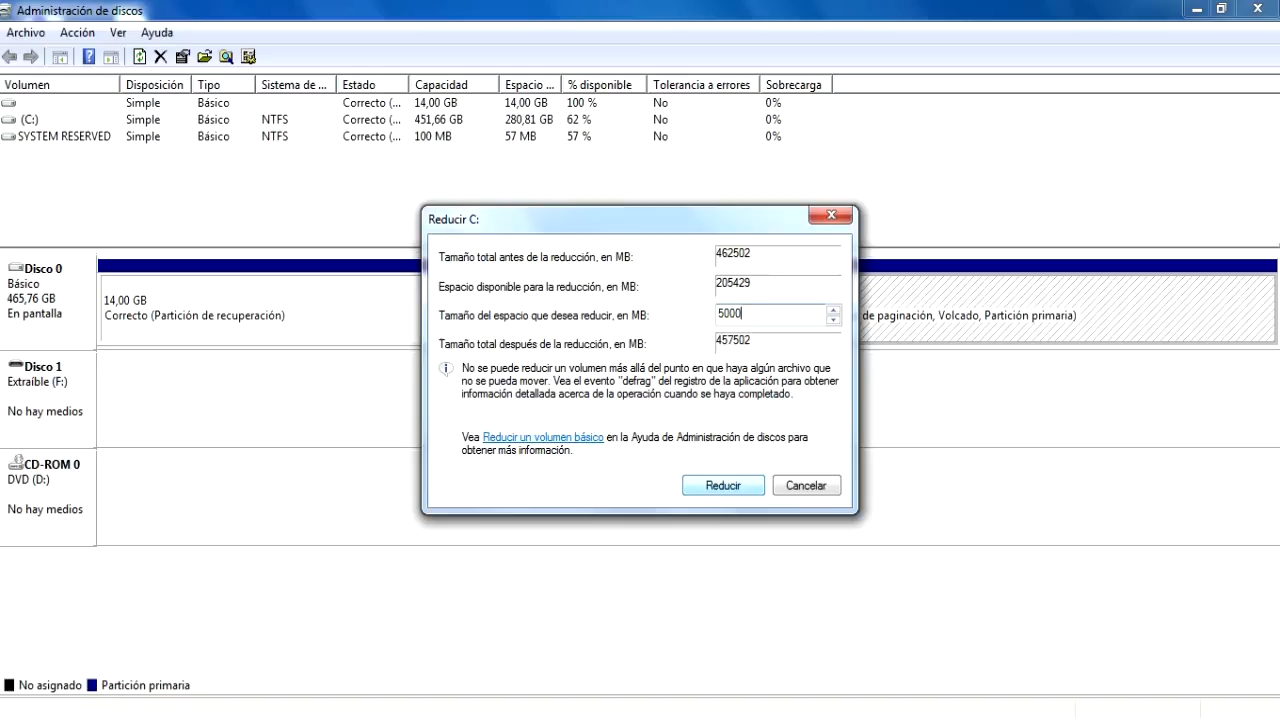 Administración de discos
Archivo Acción Ver Ayuda
Volumen Disposición Tipo Sistema de ... Estado Capacidad Espacio ... % disponible Tolerancia a errores Sobrecarga
Simple Básico Correcto (... 14,00 GB 14,00 GB 100 % No 0%
(C:) Simple Básico NTFS Correcto (... 451,66 GB 280,81 GB 62 % No 0%
SYSTEM RESERVED Simple Básico NTFS Correcto (... 100 MB 57 MB 57 % No 0%
Reducir C:
Tamaño total antes de la reducción, en MB: 462502
Espacio disponible para la reducción, en MB: 205429
Tamaño del espacio que desea reducir, en MB: 5000
Tamaño total después de la reducción, en MB: 457502
No se puede reducir un volumen más allá del punto en que haya algún archivo que
no se pueda mover. Vea el evento "defrag" del registro de la aplicación para obtener
información detallada acerca de la operación cuando se haya completado.
Vea Reducir un volumen básico en la Ayuda de Administración de discos para
obtener más información.
Reducir Cancelar
Disco 0
Básico
465,76 GB
En pantalla
14,00 GB
Correcto (Partición de recuperación)
de paginación, Volcado, Partición primaria)
Disco 1
Extraíble (F:)
No hay medios
CD-ROM 0
DVD (D:)
No hay medios
No asignado Partición primaria